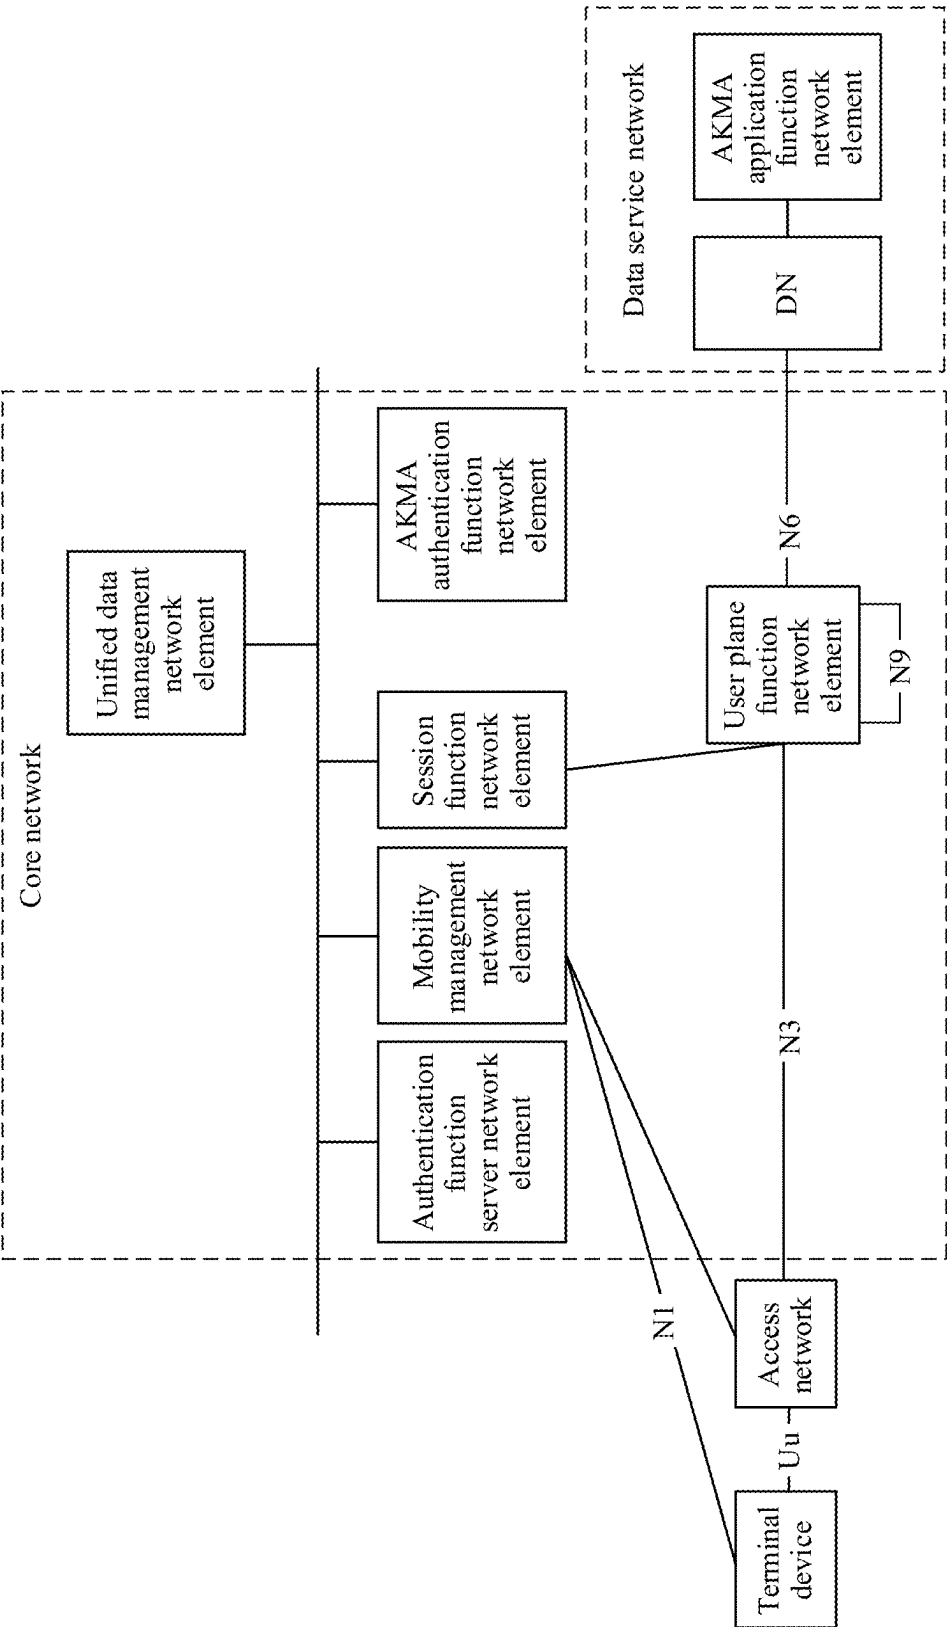 Core network
Unified data
management
network
element
Authentication
function
server network
element
Mobility
management
network
element
Session
function
network
element
AKMA
authentication
function
network
element
Data service network
N1
Terminal
device
Uu
Access
network
N3
User plane
function
network
element
N9
N6
DN
AKMA
application
function
network
element